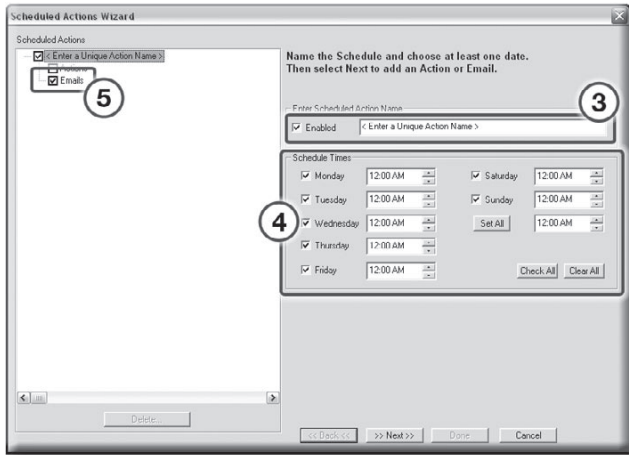 Scheduled Actions Wizard
Scheduled Actions
< Enter a Unique Action Name >
Actions
Emails
5
Name the Schedule and choose at least one date.
Then select Next to add an Action or Email.
3
Enter Scheduled Action Name
Enabled < Enter a Unique Action Name >
Schedule Times
4
Monday 12:00 AM Saturday 12:00 AM
Tuesday 12:00 AM Sunday 12:00 AM
Wednesday 12:00 AM Set All 12:00 AM
Thursday 12:00 AM
Friday 12:00 AM Check All Clear All
Delete...
<< Back << >> Next >> Done Cancel